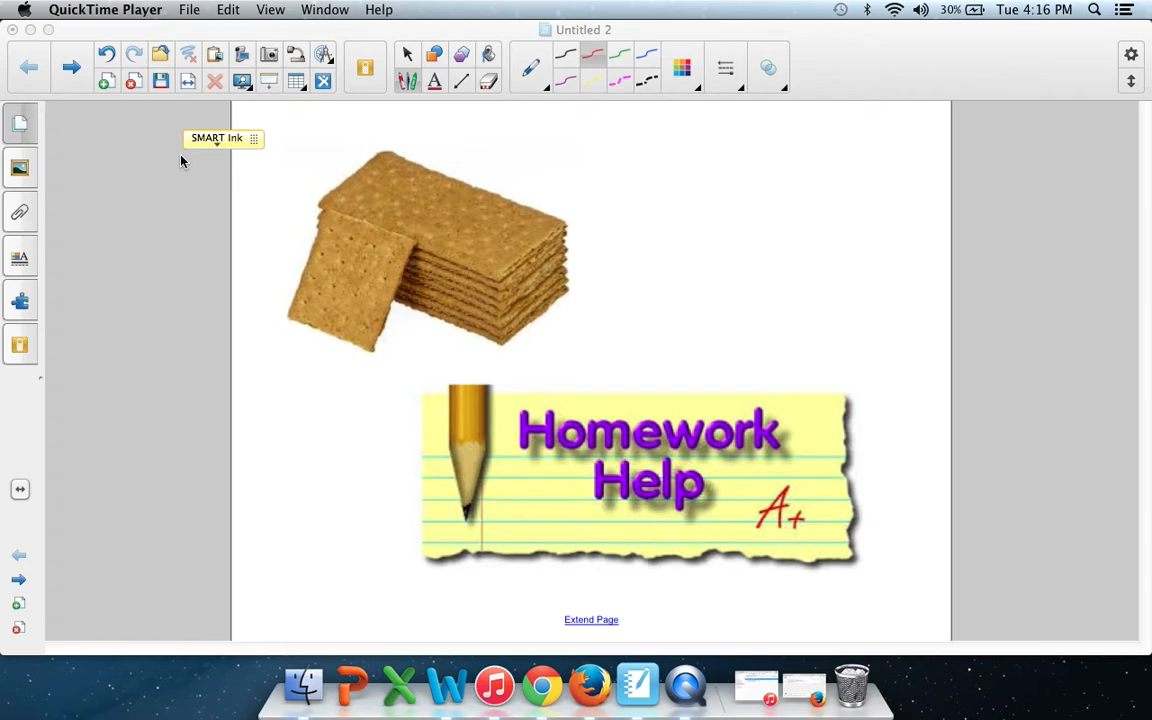 QuickTime Player File Edit View Window Help 30% Tue 4:16 PM
Untitled 2
SMART Ink
Homework
Help
A+
Extend Page